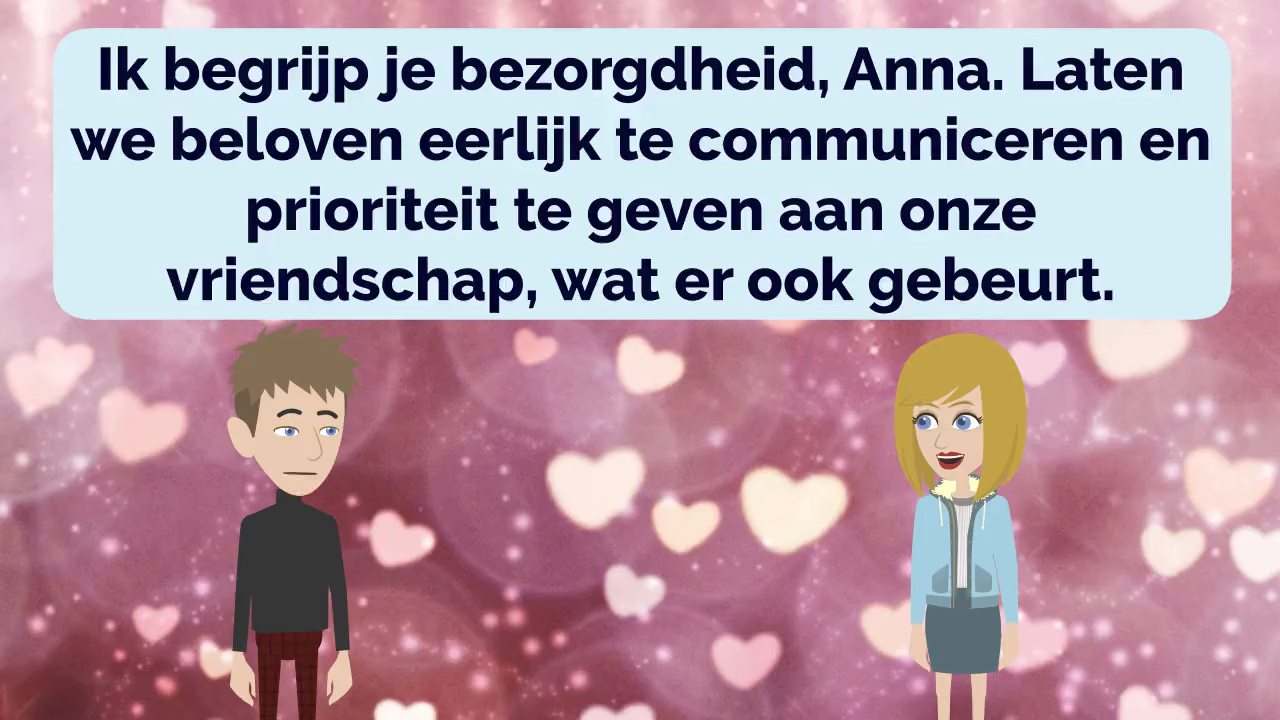 Ik begrijp je bezorgdheid, Anna. Laten
we beloven eerlijk te communiceren en
prioriteit te geven aan onze
vriendschap, wat er ook gebeurt.